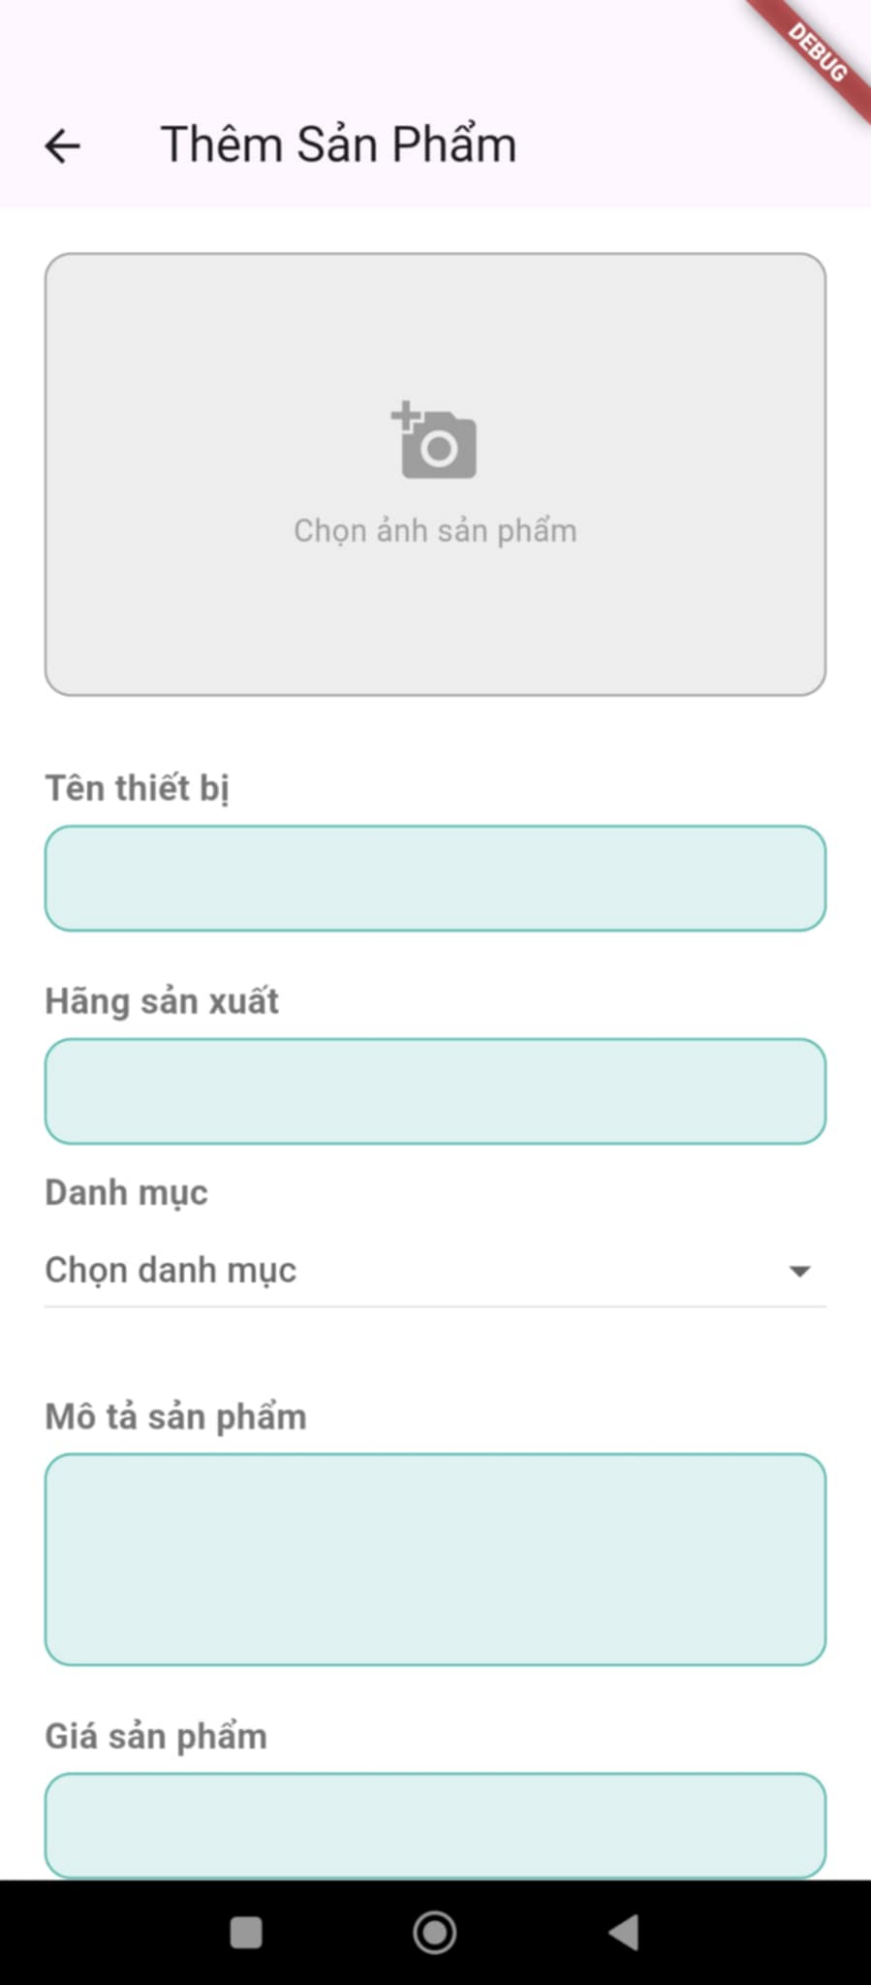 DEBUG
Thêm Sản Phẩm
Chọn ảnh sản phẩm
Tên thiết bị
Hãng sản xuất
Danh mục
Chọn danh mục
Mô tả sản phẩm
Giá sản phẩm